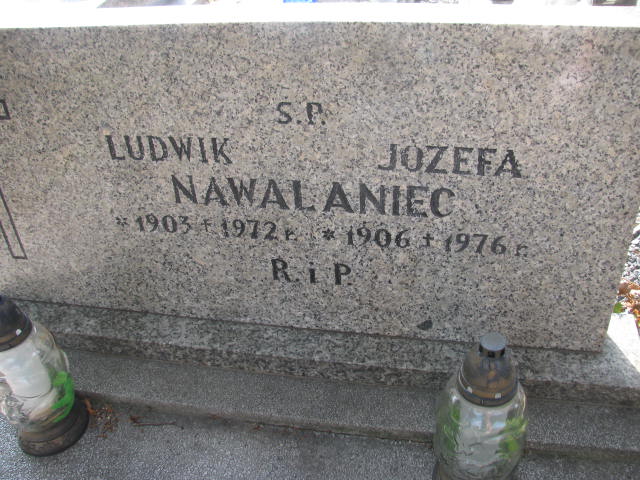 S.P.
LUDWIK JOZEFA
NAWALANIEC
* 1903 + 1972 r. * 1906 + 1976 r.
R. i P.